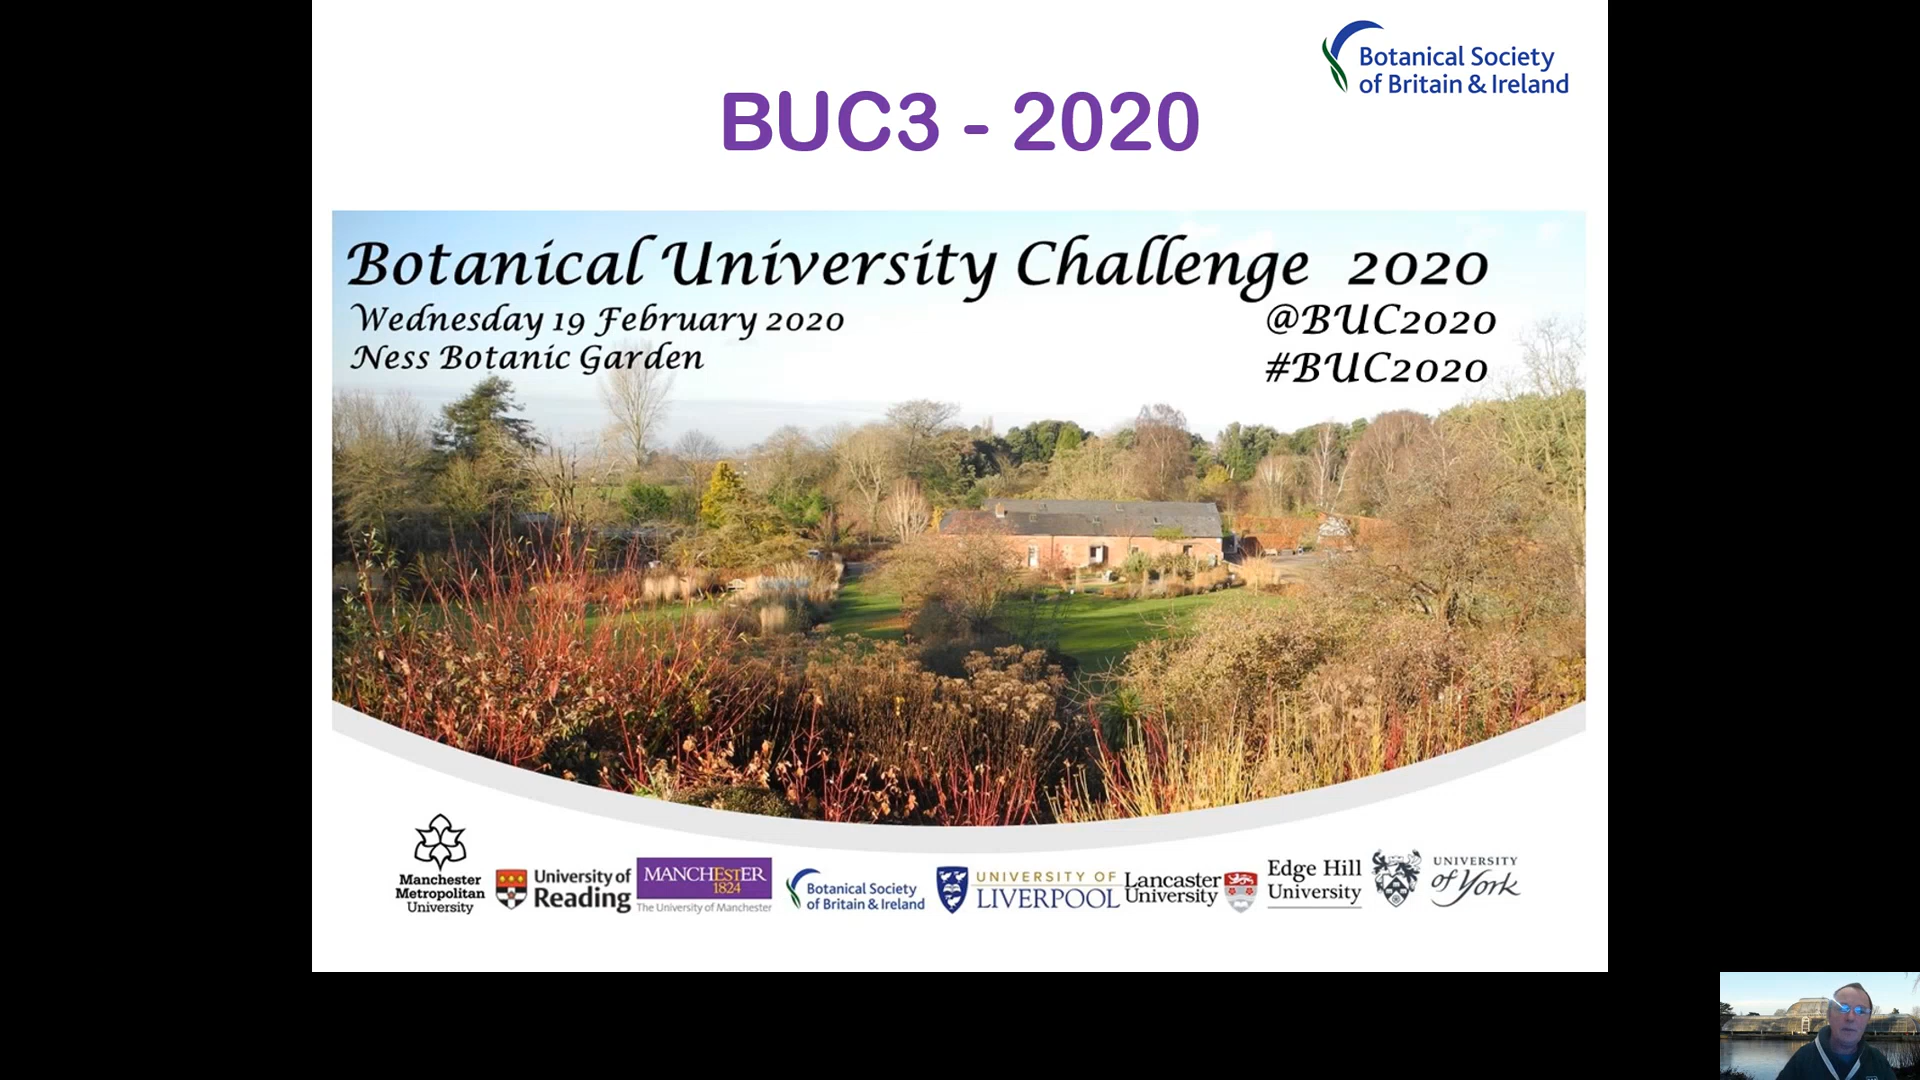 Botanical Society
of Britain & Ireland
BUC3 - 2020
Botanical University Challenge 2020
Wednesday 19 February 2020
@BUC2020
Ness Botanic Garden
#BUC2020
Manchester
Metropolitan
University
University of
Reading
MANCHESTER
1824
The University of Manchester
Botanical Society
of Britain & Ireland
UNIVERSITY OF
LIVERPOOL
Lancaster
University
Edge Hill
University
UNIVERSITY
of York